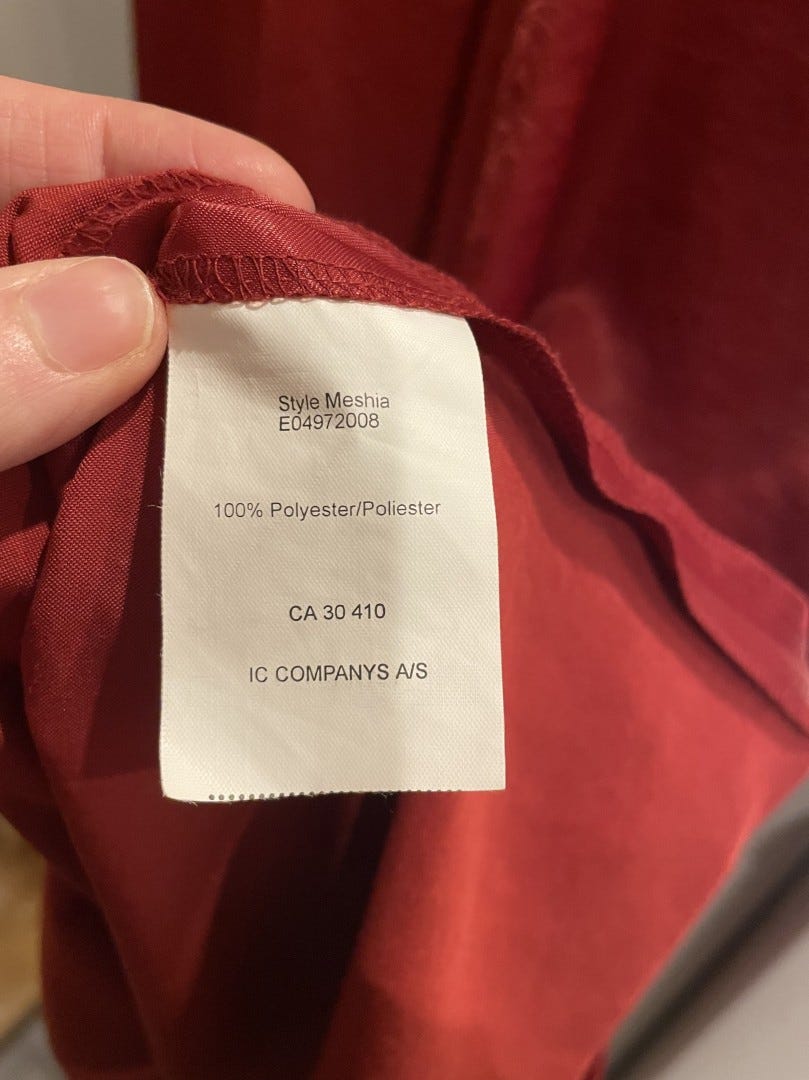 Style Meshia
E04972008
100% Polyester/Poliester
CA 30 410
IC COMPANYS A/S